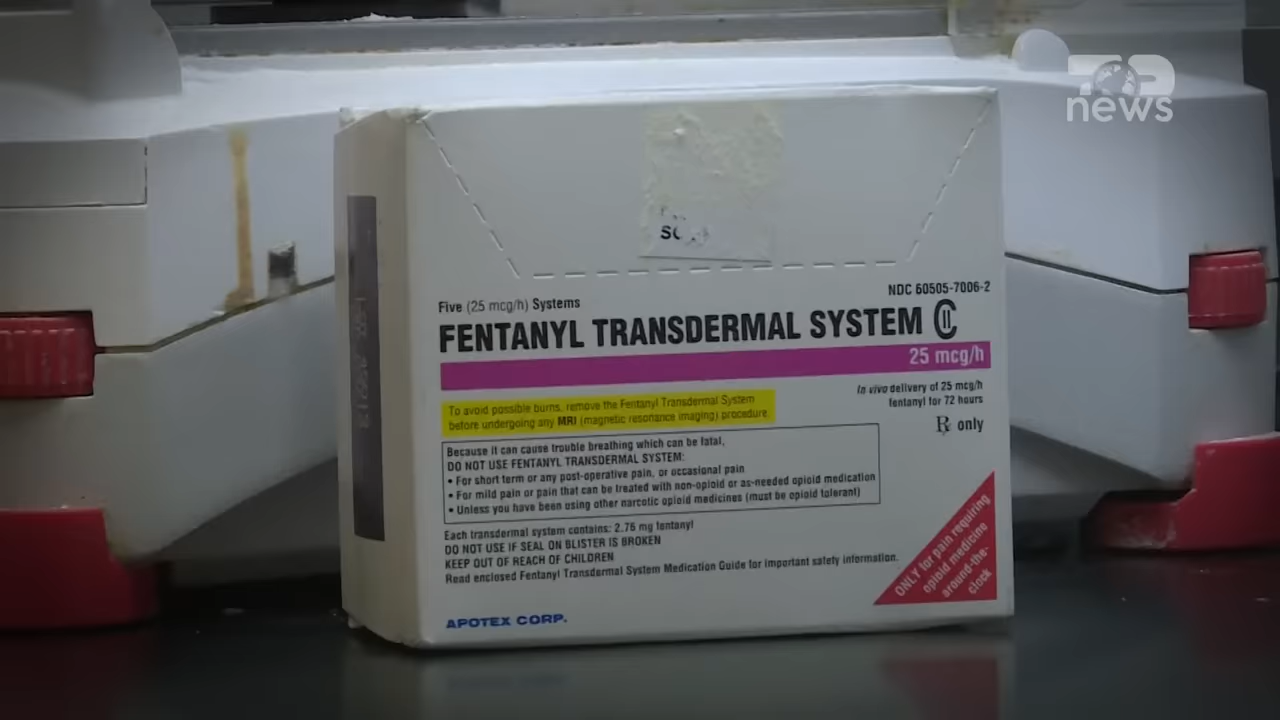 TOP
news
Five (25 mcg/h) Systems
NDC 60505-7006-2
FENTANYL TRANSDERMAL SYSTEM CII
25 mcg/h
In vivo delivery of 25 mcg/h
fentanyl for 72 hours
Rx only
To avoid possible burns, remove the Fentanyl Transdermal System
before undergoing any MRI (magnetic resonance imaging) procedure.
Because it can cause trouble breathing which can be fatal,
DO NOT USE FENTANYL TRANSDERMAL SYSTEM:
• For short term or any post-operative pain, or occasional pain
• For mild pain or pain that can be treated with non-opioid or as-needed opioid medication
• Unless you have been using other narcotic opioid medicines (must be opioid tolerant)
Each transdermal system contains: 2.76 mg fentanyl
DO NOT USE IF SEAL ON BLISTER IS BROKEN
KEEP OUT OF REACH OF CHILDREN
Read enclosed Fentanyl Transdermal System Medication Guide for important safety information.
ONLY for pain requiring
opioid medicine
around-the-
clock
APOTEX CORP.